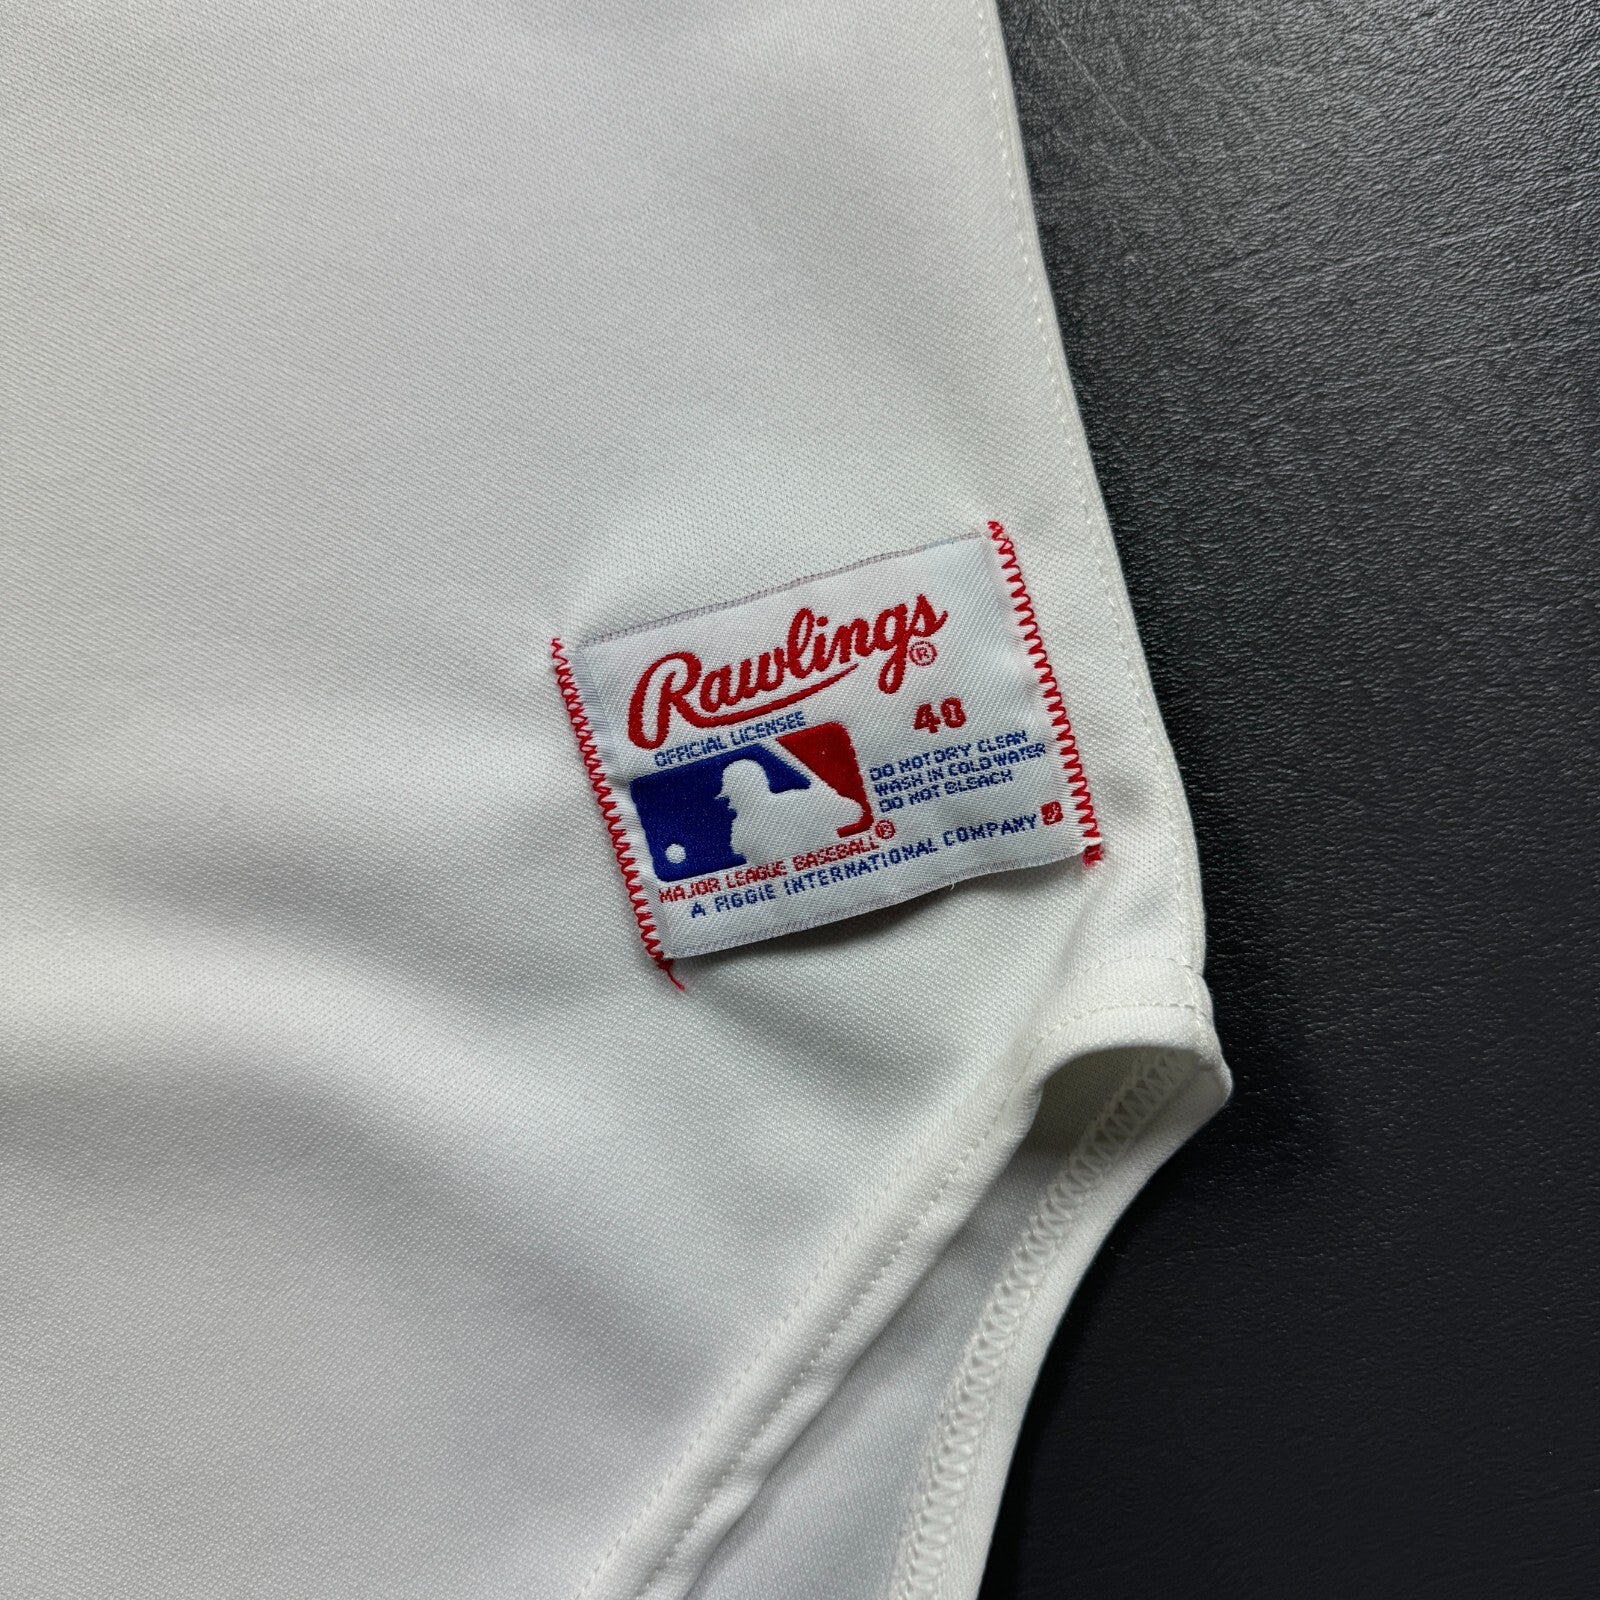 Rawlings®
40
OFFICIAL LICENSEE
DO NOT DRY CLEAN
WASH IN COLD WATER
DO NOT BLEACH
MAJOR LEAGUE BASEBALL®
A FIGGIE INTERNATIONAL COMPANY